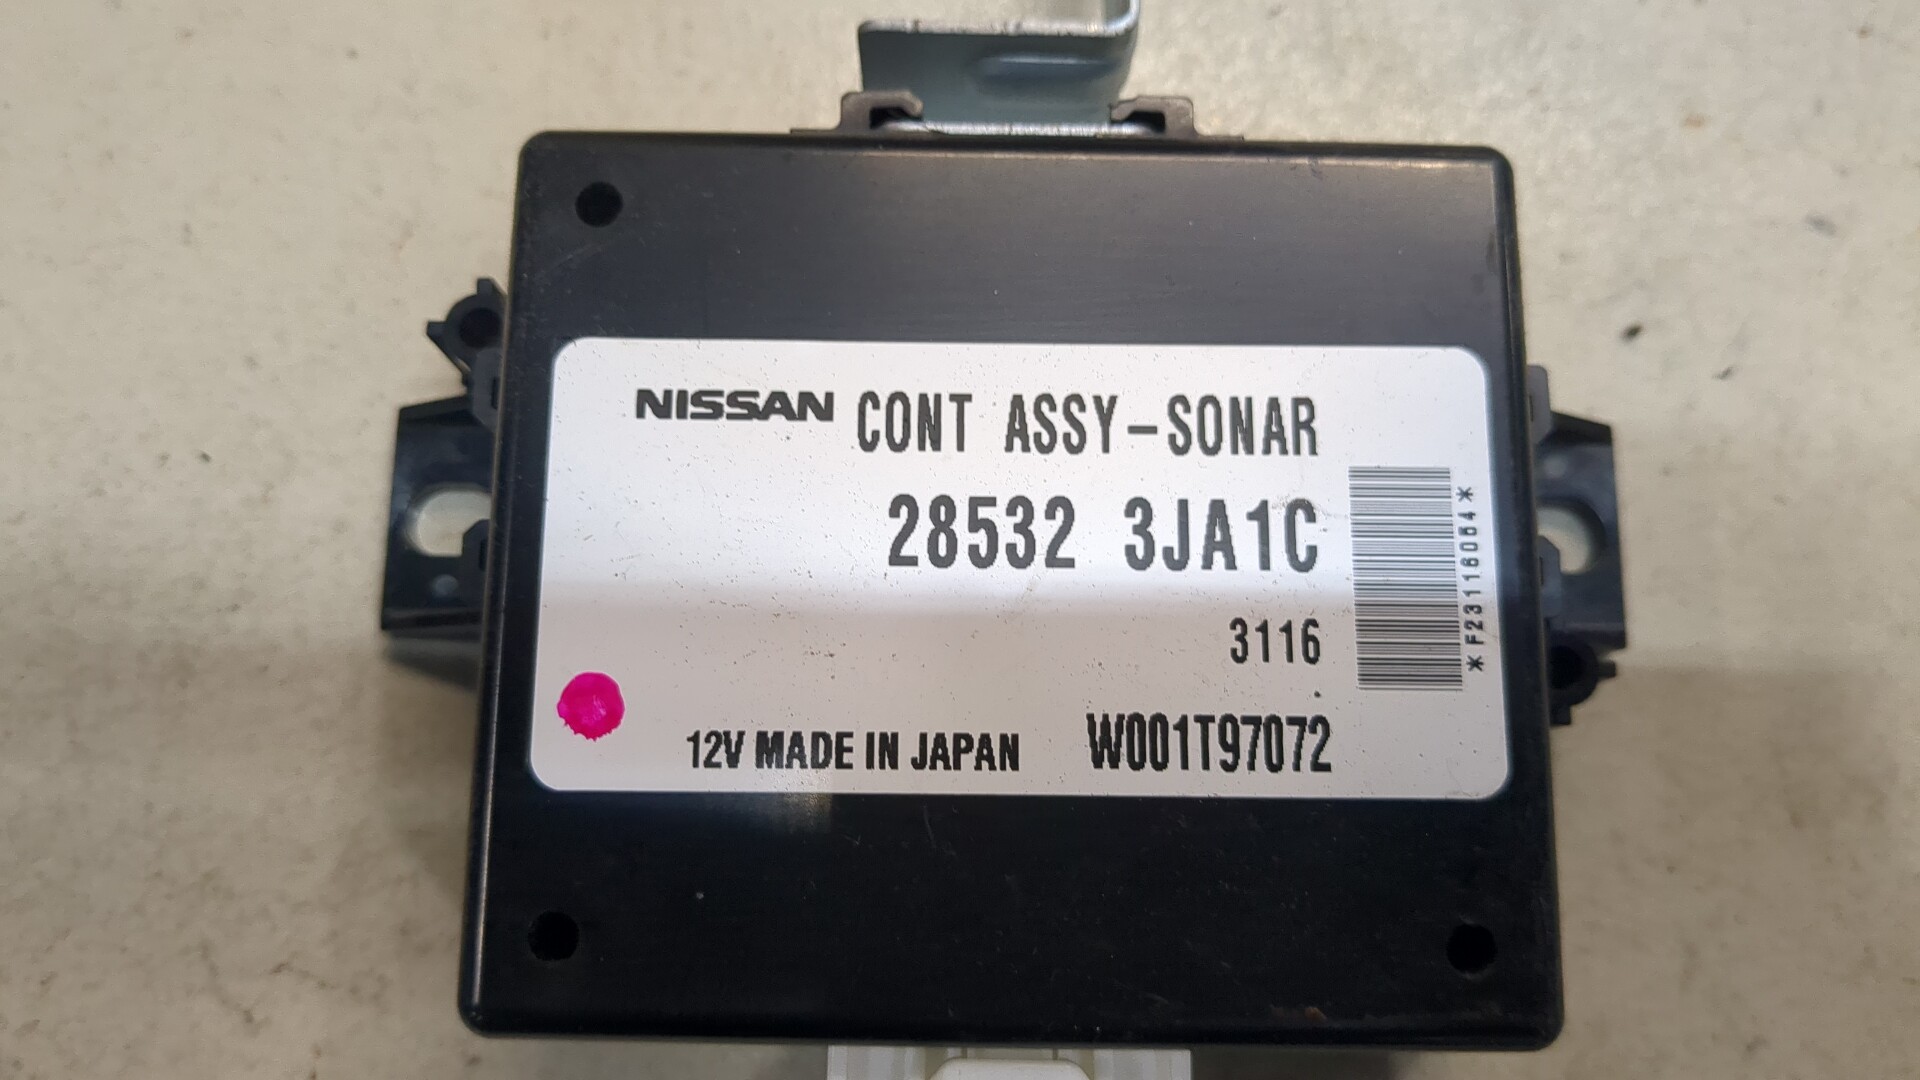 NISSAN CONT ASSY-SONAR
28532 3JA1C
3116
12V MADE IN JAPAN W001T97072
*F23116064*